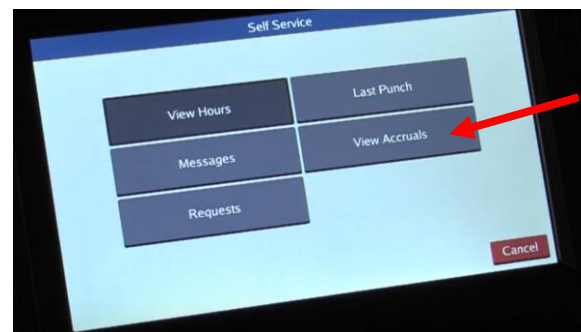 Self Service
View Hours
Last Punch
Messages
View Accruals
Requests
Cancel